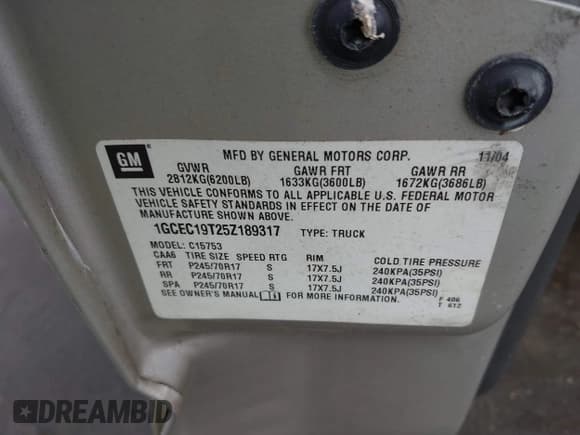 GM
MFD BY GENERAL MOTORS CORP. 11/04
GVWR GAWR FRT GAWR RR
2812KG(6200LB) 1633KG(3600LB) 1672KG(3686LB)
THIS VEHICLE CONFORMS TO ALL APPLICABLE U.S. FEDERAL MOTOR
VEHICLE SAFETY STANDARDS IN EFFECT ON THE DATE OF
MANUFACTURE SHOWN ABOVE.
1GCEC19T25Z189317 TYPE: TRUCK
MODEL: C15753
CAA6 TIRE SIZE SPEED RTG RIM COLD TIRE PRESSURE
FRT P245/70R17 S 17X7.5J 240KPA(35PSI)
RR P245/70R17 S 17X7.5J 240KPA(35PSI)
SPA P245/70R17 S 17X7.5J 240KPA(35PSI)
SEE OWNER'S MANUAL FOR MORE INFORMATION. F 406
T 612
DREAMBID